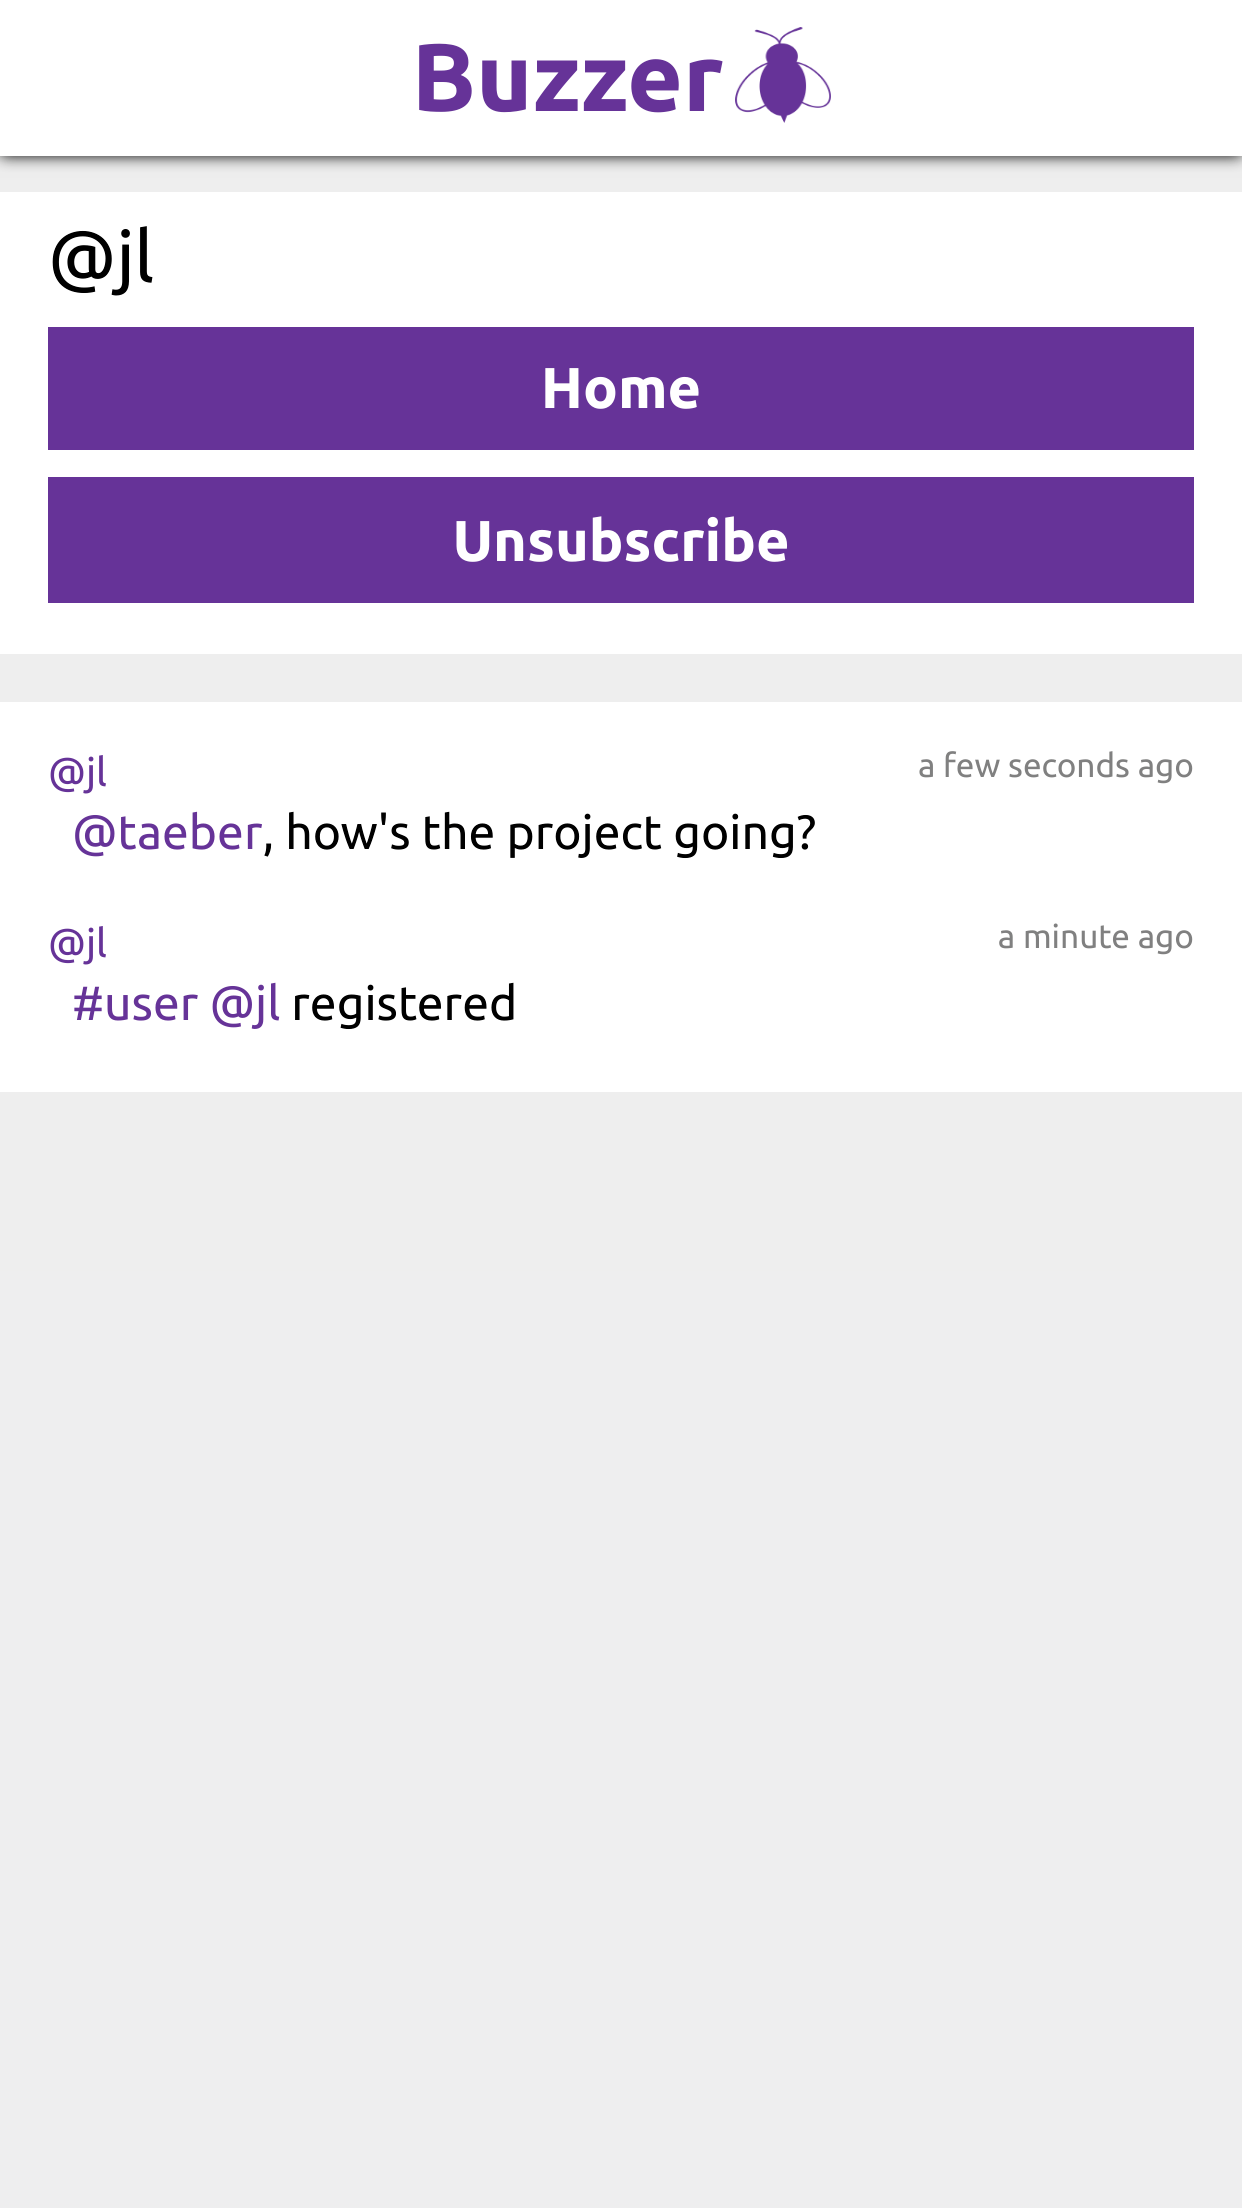 Buzzer
@jl
Home
Unsubscribe
@jl a few seconds ago
@taeber, how's the project going?
@jl a minute ago
#user @jl registered